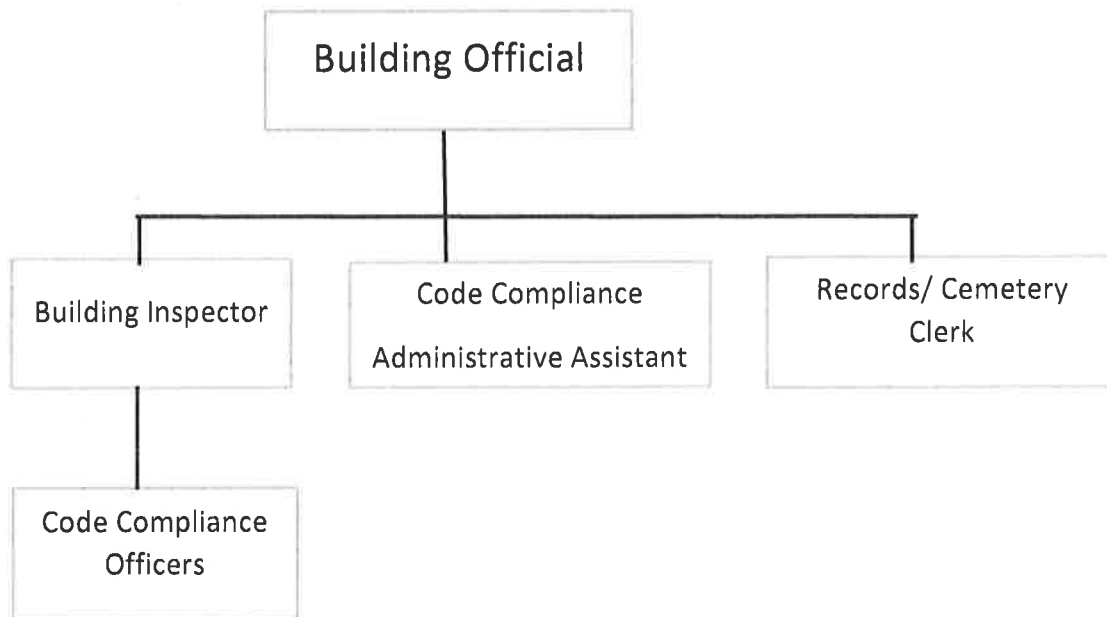 Building Official
Building Inspector
Code Compliance
Administrative Assistant
Records/ Cemetery
Clerk
Code Compliance
Officers